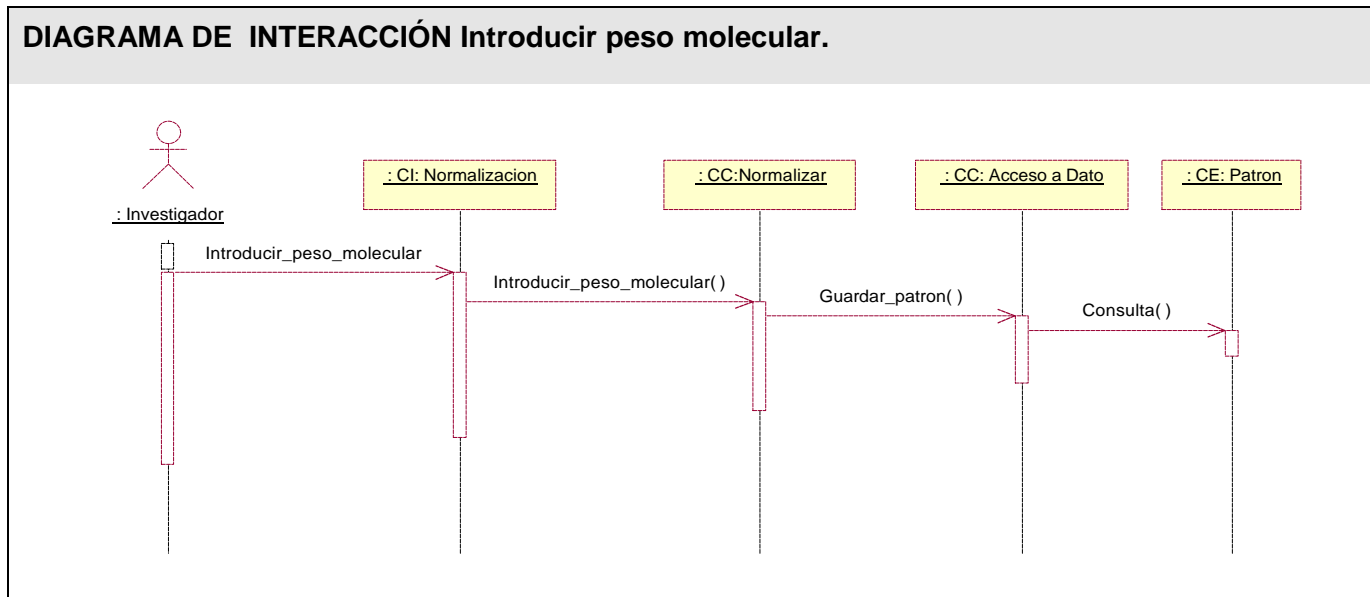 DIAGRAMA DE INTERACCIÓN Introducir peso molecular.
: Investigador
: CI: Normalizacion
: CC:Normalizar
: CC: Acceso a Dato
: CE: Patron
Introducir_peso_molecular
Introducir_peso_molecular( )
Guardar_patron( )
Consulta( )